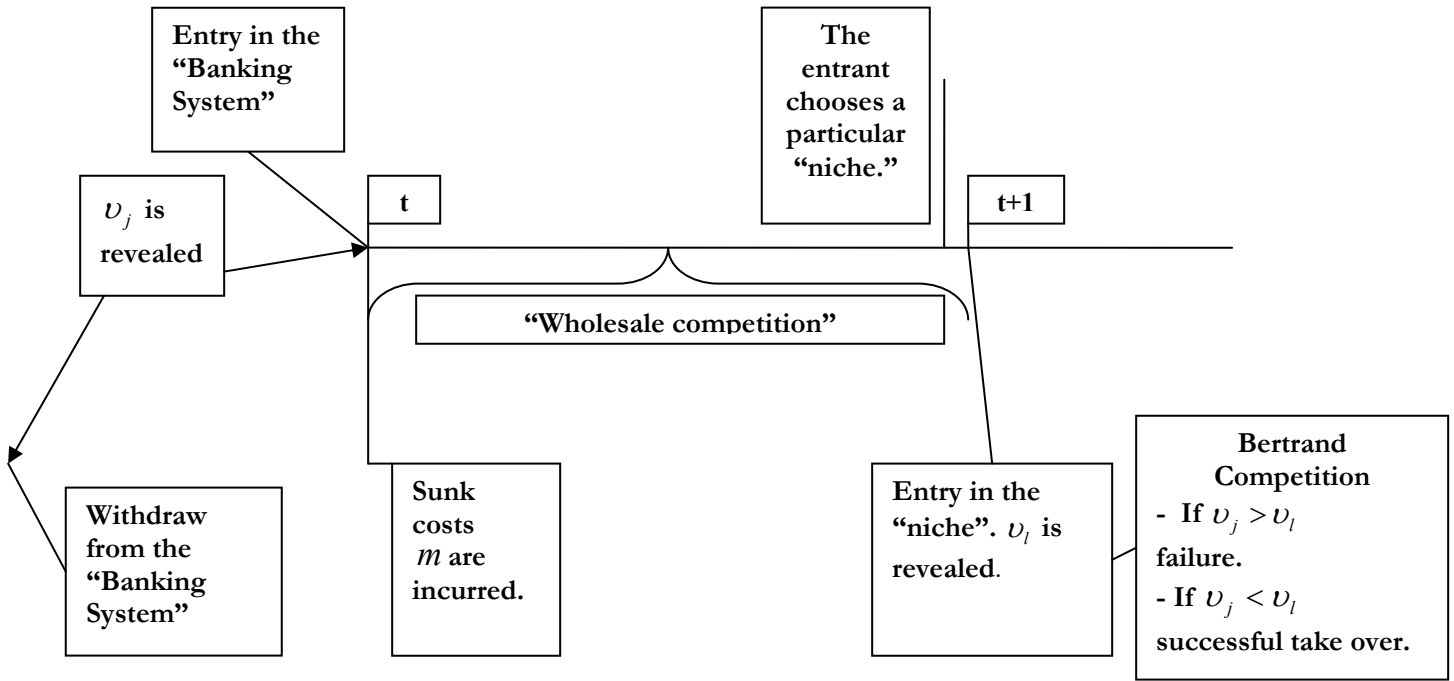 Entry in the
“Banking
System”
The
entrant
chooses a
particular
“niche.”
υj is
revealed
t
t+1
“Wholesale competition”
Withdraw
from the
“Banking
System”
Sunk
costs
m are
incurred.
Entry in the
“niche”. υl is
revealed.
Bertrand
Competition
- If υj > υl
failure.
- If υj < υl
successful take over.